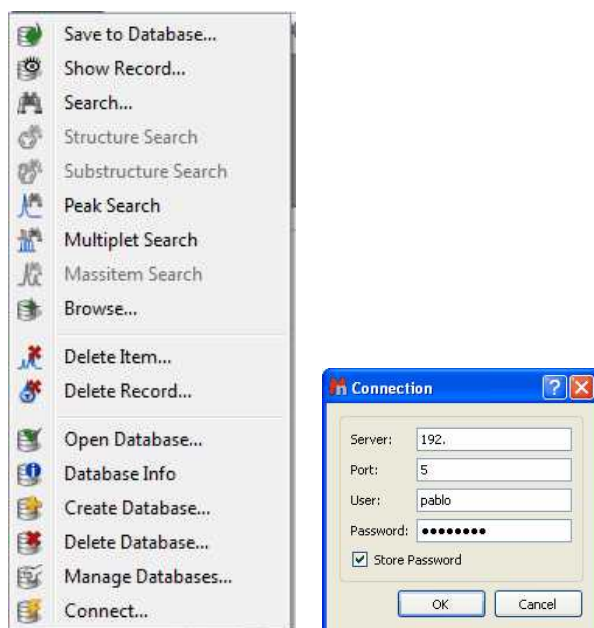 Save to Database...
Show Record...
Search...
Structure Search
Substructure Search
Peak Search
Multiplet Search
Massitem Search
Browse...
Delete Item...
Delete Record...
Open Database...
Database Info
Create Database...
Delete Database...
Manage Databases...
Connect...
Connection
Server: 192.
Port: 5
User: pablo
Password: ●●●●●●●●
Store Password
OK Cancel